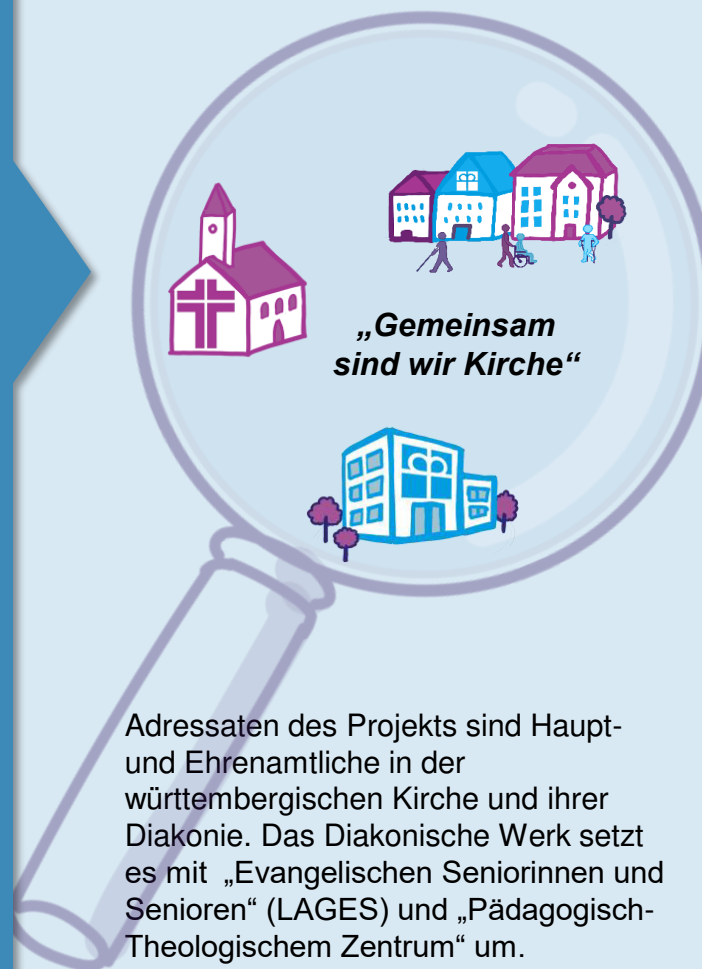 „Gemeinsam
sind wir Kirche“
Adressaten des Projekts sind Haupt-
und Ehrenamtliche in der
württembergischen Kirche und ihrer
Diakonie. Das Diakonische Werk setzt
es mit „Evangelischen Seniorinnen und
Senioren“ (LAGES) und „Pädagogisch-
Theologischem Zentrum“ um.